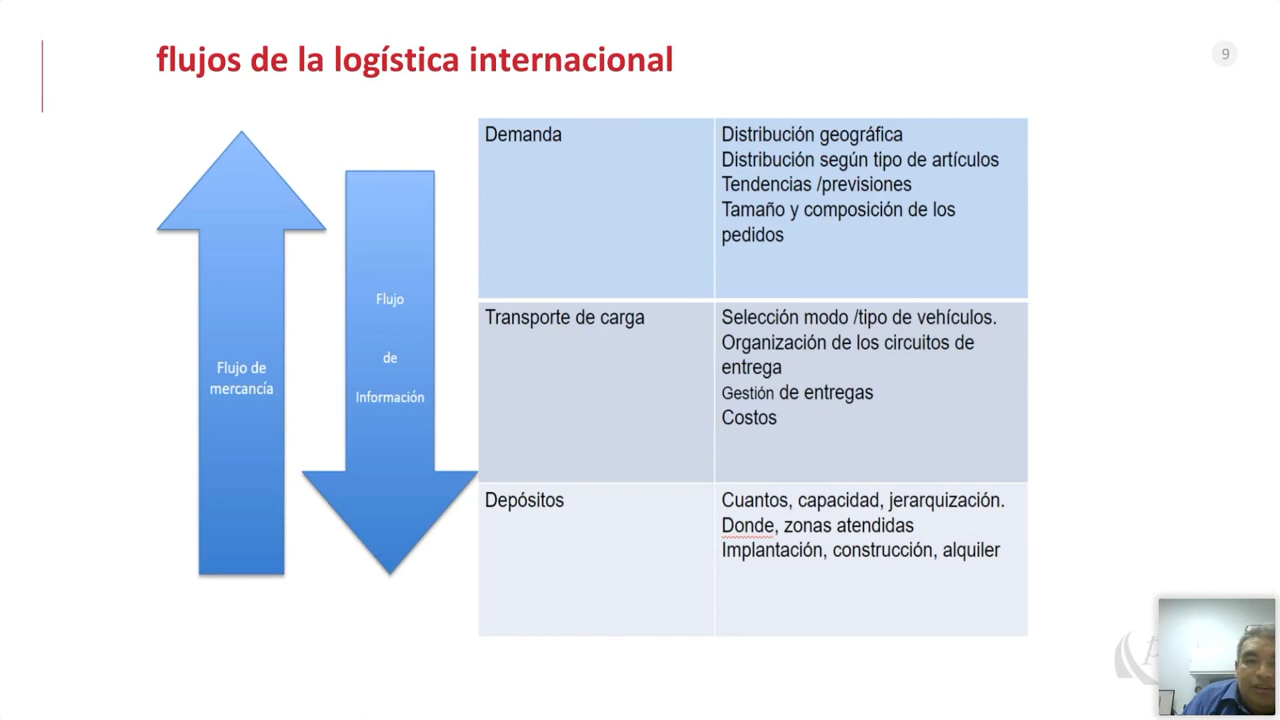 flujos de la logística internacional
9
Flujo de
mercancía
Flujo
de
Información
Demanda
Distribución geográfica
Distribución según tipo de artículos
Tendencias /previsiones
Tamaño y composición de los
pedidos
Transporte de carga
Selección modo /tipo de vehículos.
Organización de los circuitos de
entrega
Gestión de entregas
Costos
Depósitos
Cuantos, capacidad, jerarquización.
Donde, zonas atendidas
Implantación, construcción, alquiler